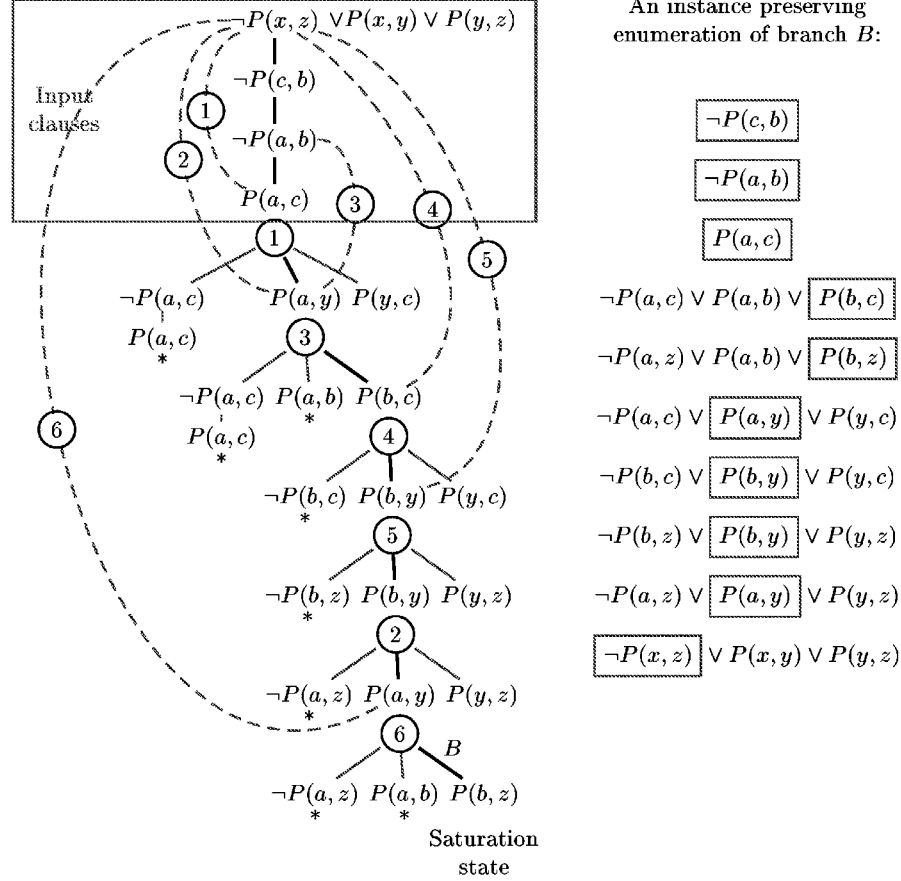 ¬P(x, z) ∨P(x, y) ∨ P(y, z)
¬P(c, b)
Input
clauses
1
¬P(a, b)
2
P(a, c)
3
4
1
5
¬P(a, c) P(a, y) P(y, c)
P(a, c)
*
3
¬P(a, c) P(a, b) P(b, c)
*
P(a, c)
*
6
4
¬P(b, c) P(b, y) P(y, c)
*
5
¬P(b, z) P(b, y) P(y, z)
*
2
¬P(a, z) P(a, y) P(y, z)
*
6
B
¬P(a, z) P(a, b) P(b, z)
* *
Saturation
state
An instance preserving
enumeration of branch B:
¬P(c, b)
¬P(a, b)
P(a, c)
¬P(a, c) ∨ P(a, b) ∨ P(b, c)
¬P(a, z) ∨ P(a, b) ∨ P(b, z)
¬P(a, c) ∨ P(a, y) ∨ P(y, c)
¬P(b, c) ∨ P(b, y) ∨ P(y, c)
¬P(b, z) ∨ P(b, y) ∨ P(y, z)
¬P(a, z) ∨ P(a, y) ∨ P(y, z)
¬P(x, z) ∨ P(x, y) ∨ P(y, z)